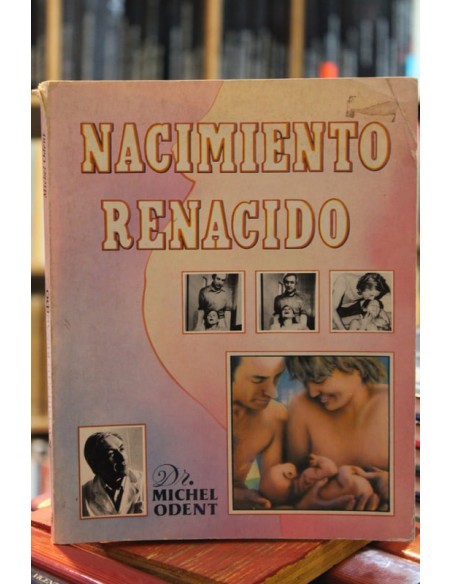 NACIMIENTO
RENACIDO
Dr.
MICHEL
ODENT